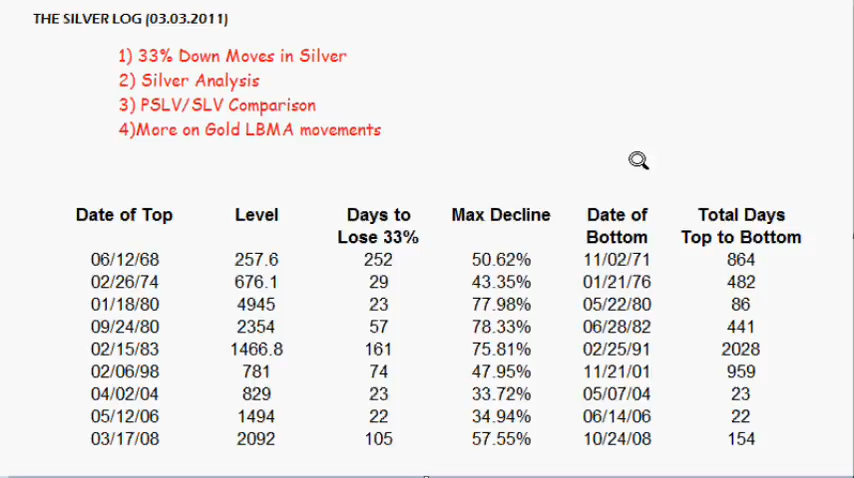 THE SILVER LOG (03.03.2011)
1) 33% Down Moves in Silver
2) Silver Analysis
3) PSLV/SLV Comparison
4)More on Gold LBMA movements
Date of Top Level Days to Lose 33% Max Decline Date of Bottom Total Days Top to Bottom
06/12/68 257.6 252 50.62% 11/02/71 864
02/26/74 676.1 29 43.35% 01/21/76 482
01/18/80 4945 23 77.98% 05/22/80 86
09/24/80 2354 57 78.33% 06/28/82 441
02/15/83 1466.8 161 75.81% 02/25/91 2028
02/06/98 781 74 47.95% 11/21/01 959
04/02/04 829 23 33.72% 05/07/04 23
05/12/06 1494 22 34.94% 06/14/06 22
03/17/08 2092 105 57.55% 10/24/08 154